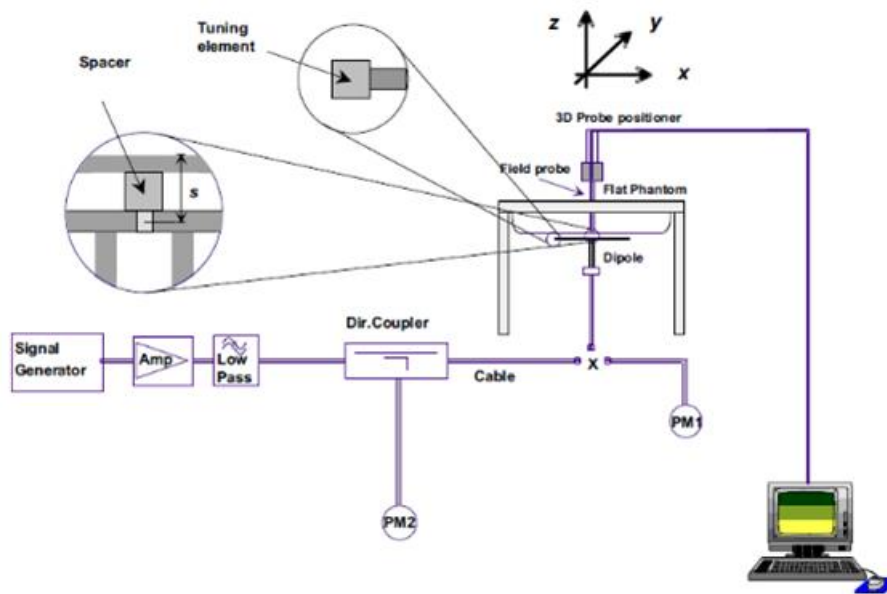 Tuning
element
Spacer
z
y
x
3D Probe positioner
Field probe
Flat Phantom
s
Dipole
Dir.Coupler
Signal
Generator
Amp
Low
Pass
Cable
X
PM1
PM2